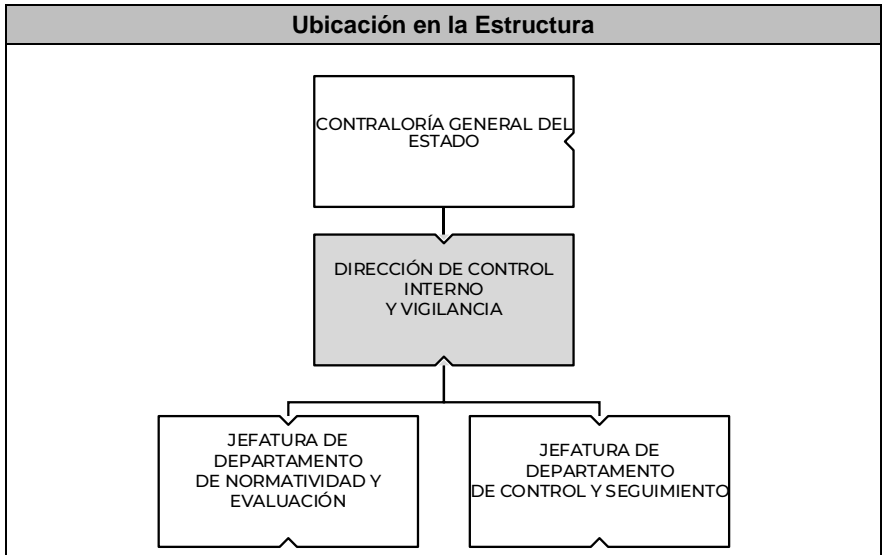 Ubicación en la Estructura
CONTRALORÍA GENERAL DEL
ESTADO
DIRECCIÓN DE CONTROL
INTERNO
Y VIGILANCIA
JEFATURA DE
DEPARTAMENTO
DE NORMATIVIDAD Y
EVALUACIÓN
JEFATURA DE
DEPARTAMENTO
DE CONTROL Y SEGUIMIENTO